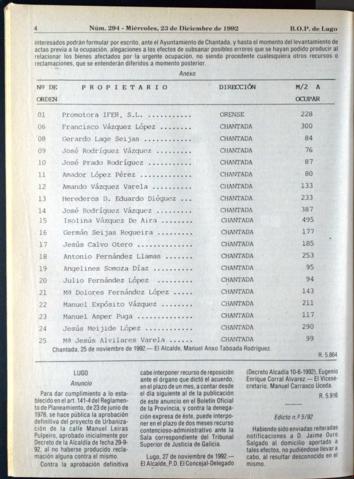 4 Núm. 294 - Miércoles, 23 de Diciembre de 1992 B.O.P. de Lugo
interesados podrán formular por escrito, ante el Ayuntamiento de Chantada, y hasta el momento del levantamiento de
actas previa a la ocupación, alegaciones a los efectos de subsanar posibles errores que se hayan podido producir al
relacionar los bienes afectados por la urgente ocupación, no siendo procedente cualesquiera otros recursos o
reclamaciones, que se entenderán diferidos a momento posterior.
Anexo
Nº DE P R O P I E T A R I O DIRECCIÓN M/2 A
ORDEN OCUPAR
01 Promotora IFER, S.L. ........... ORENSE 228
06 Francisco Vázquez López ........ CHANTADA 300
08 Gerardo Lage Seijas ............ CHANTADA 84
09 José Rodríguez Vázquez ......... CHANTADA 76
10 José Prado Rodríguez ........... CHANTADA 87
11 Amador López Pérez ............. CHANTADA 80
12 Amando Vázquez Varela .......... CHANTADA 133
13 Herederos D. Eduardo Diéguez ... CHANTADA 233
14 José Rodríguez Vázquez ......... CHANTADA 387
15 Isolina Vázquez De Aira ........ CHANTADA 495
16 Germán Seijas Regueira ......... CHANTADA 177
17 Jesús Calvo Otero .............. CHANTADA 185
18 Antonio Fernández Llamas ....... CHANTADA 253
19 Angelines Somoza Díaz .......... CHANTADA 95
20 Julio Fernández López .......... CHANTADA 94
21 Mª Dolores Fernández López ..... CHANTADA 143
22 Manuel Expósito Vázquez ........ CHANTADA 211
23 Manuel Amper Puga .............. CHANTADA 117
24 Jesús Meijide López ............ CHANTADA 290
25 Mª Jesús Alvilares Varela ...... CHANTADA 99
Chantada, 25 de noviembre de 1992.— El Alcalde, Manuel Anxo Taboada Rodríguez.
R. 5.864
LUGO
Anuncio
Para dar cumplimiento a lo esta-
blecido en el art. 141-4 del Reglamen-
to de Planeamiento, de 23 de junio de
1978, se hace pública la aprobación
definitiva del proyecto de Urbaniza-
ción de la calle Manuel Leiras
Pulpeiro, aprobado inicialmente por
Decreto de la Alcaldía de fecha 29-9-
92, al no haberse producido recla-
mación alguna contra el mismo.
Contra la aprobación definitiva
cabe interponer recurso de reposición
ante el órgano que dictó el acuerdo,
en el plazo de un mes, a contar desde
el día siguiente al de la publicación
de este anuncio en el Boletín Oficial
de la Provincia, y contra la denega-
ción expresa de éste, puede interpo-
ner en el plazo de dos meses recurso
contencioso-administrativo ante la
Sala correspondiente del Tribunal
Superior de Justicia de Galicia.
Lugo, 27 de noviembre de 1992.—
El Alcalde, P.D. El Concejal-Delegado
(Decreto Alcaldía 10-6-1992), Eugenio
Enrique Corral Alvarez.— El Vicese-
cretario, Manuel Carrasco
R. 5.916
Edicto n.º 5/92
Habiendo sido enviadas reiteradas
notificaciones a D. Jaime Ouro
Salgado al domicilio aportado a
tales efectos, no pudiéndose llevar a
cabo, al resultar desconocido en el
mismo.